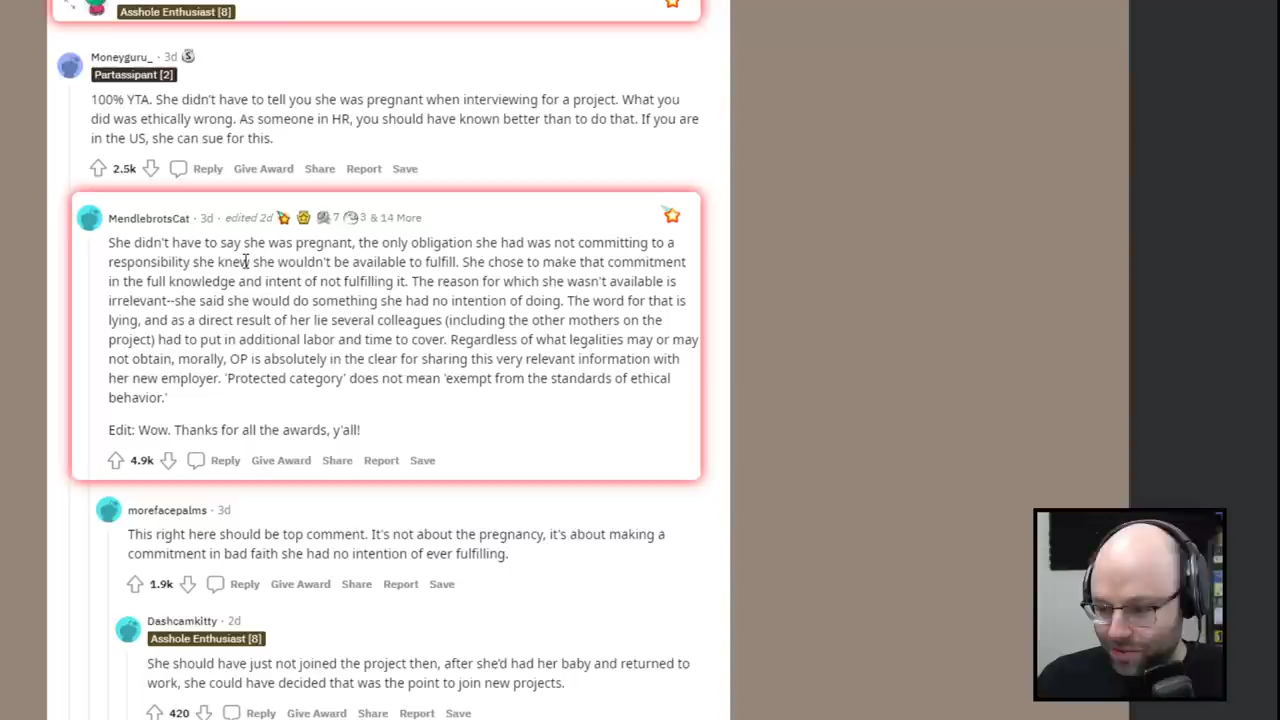 Asshole Enthusiast [8]
Moneyguru_ · 3d
Partassipant [2]
100% YTA. She didn't have to tell you she was pregnant when interviewing for a project. What you
did was ethically wrong. As someone in HR, you should have known better than to do that. If you are
in the US, she can sue for this.
2.5k Reply Give Award Share Report Save
MendlebrotsCat · 3d · edited 2d 7 3 & 14 More
She didn't have to say she was pregnant, the only obligation she had was not committing to a
responsibility she knew she wouldn't be available to fulfill. She chose to make that commitment
in the full knowledge and intent of not fulfilling it. The reason for which she wasn't available is
irrelevant--she said she would do something she had no intention of doing. The word for that is
lying, and as a direct result of her lie several colleagues (including the other mothers on the
project) had to put in additional labor and time to cover. Regardless of what legalities may or may
not obtain, morally, OP is absolutely in the clear for sharing this very relevant information with
her new employer. 'Protected category' does not mean 'exempt from the standards of ethical
behavior.'
Edit: Wow. Thanks for all the awards, y'all!
4.9k Reply Give Award Share Report Save
morefacepalms · 3d
This right here should be top comment. It's not about the pregnancy, it's about making a
commitment in bad faith she had no intention of ever fulfilling.
1.9k Reply Give Award Share Report Save
Dashcamkitty · 2d
Asshole Enthusiast [8]
She should have just not joined the project then, after she'd had her baby and returned to
work, she could have decided that was the point to join new projects.
420 Reply Give Award Share Report Save